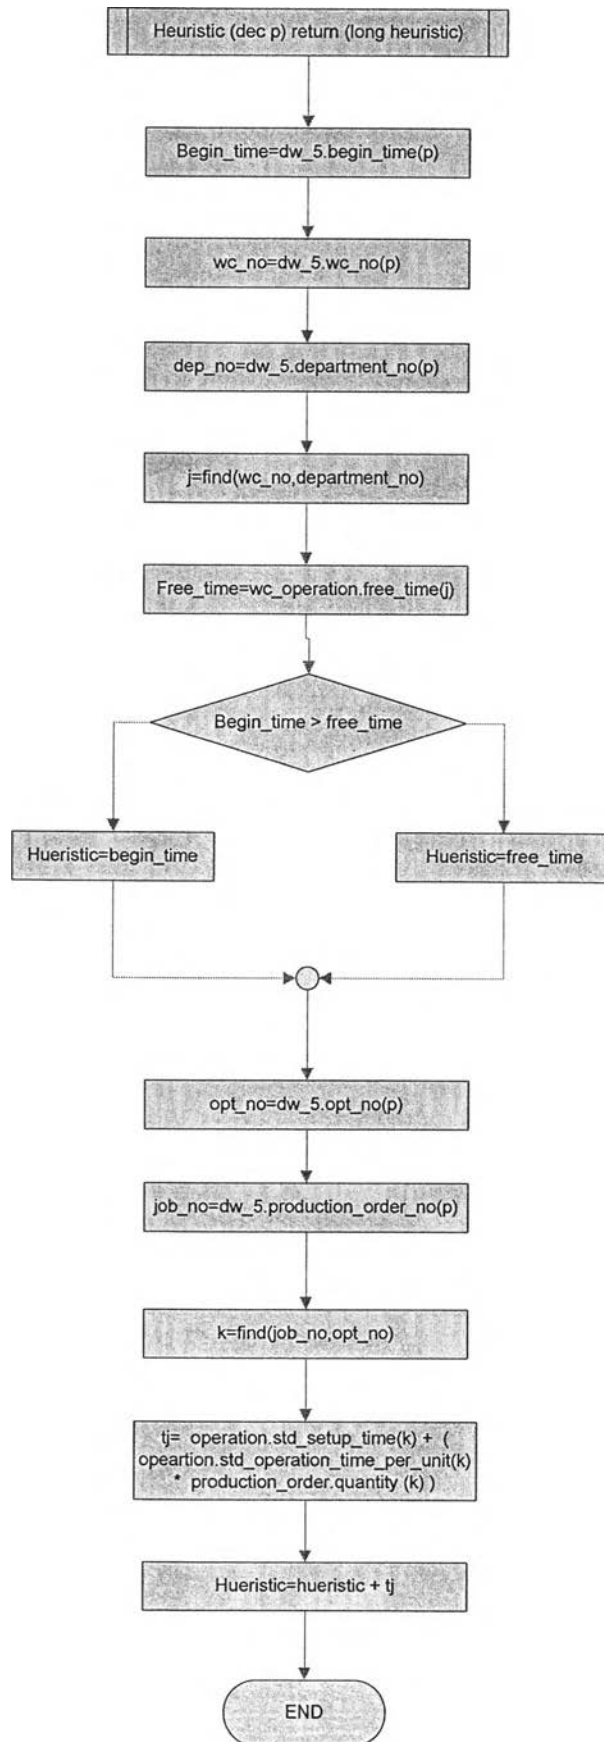 Heuristic (dec p) return (long heuristic)
Begin_time=dw_5.begin_time(p)
wc_no=dw_5.wc_no(p)
dep_no=dw_5.department_no(p)
j=find(wc_no,department_no)
Free_time=wc_operation.free_time(j)
Begin_time > free_time
Hueristic=begin_time
Hueristic=free_time
opt_no=dw_5.opt_no(p)
job_no=dw_5.production_order_no(p)
k=find(job_no,opt_no)
tj= operation.std_setup_time(k) + (
opeartion.std_operation_time_per_unit(k)
* production_order.quantity (k) )
Hueristic=hueristic + tj
END